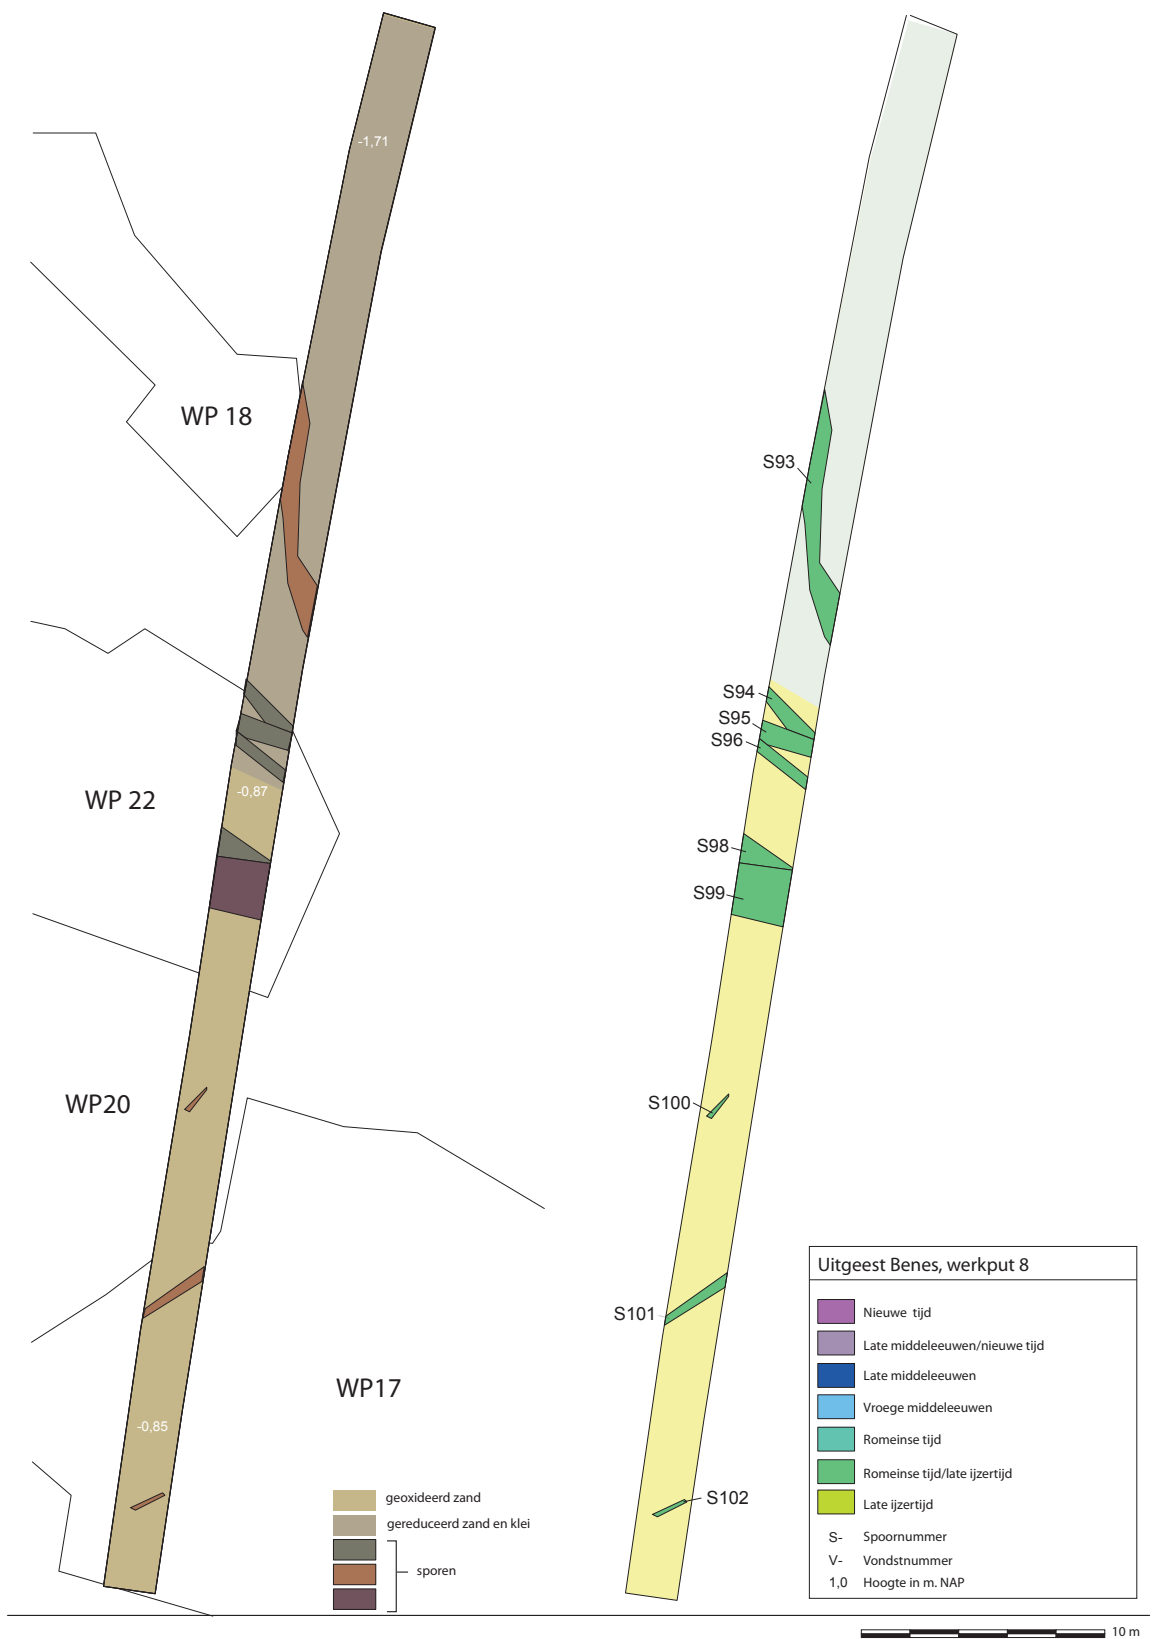 -1,71
WP 18
S93
S94
S95
S96
WP 22
-0,87
S98
S99
WP20
S100
S101
WP17
-0,85
S102
geoxideerd zand
gereduceerd zand en klei
sporen
Uitgeest Benes, werkput 8
Nieuwe tijd
Late middeleeuwen/nieuwe tijd
Late middeleeuwen
Vroege middeleeuwen
Romeinse tijd
Romeinse tijd/late ijzertijd
Late ijzertijd
S- Spoornummer
V- Vondstnummer
1,0 Hoogte in m. NAP
10 m